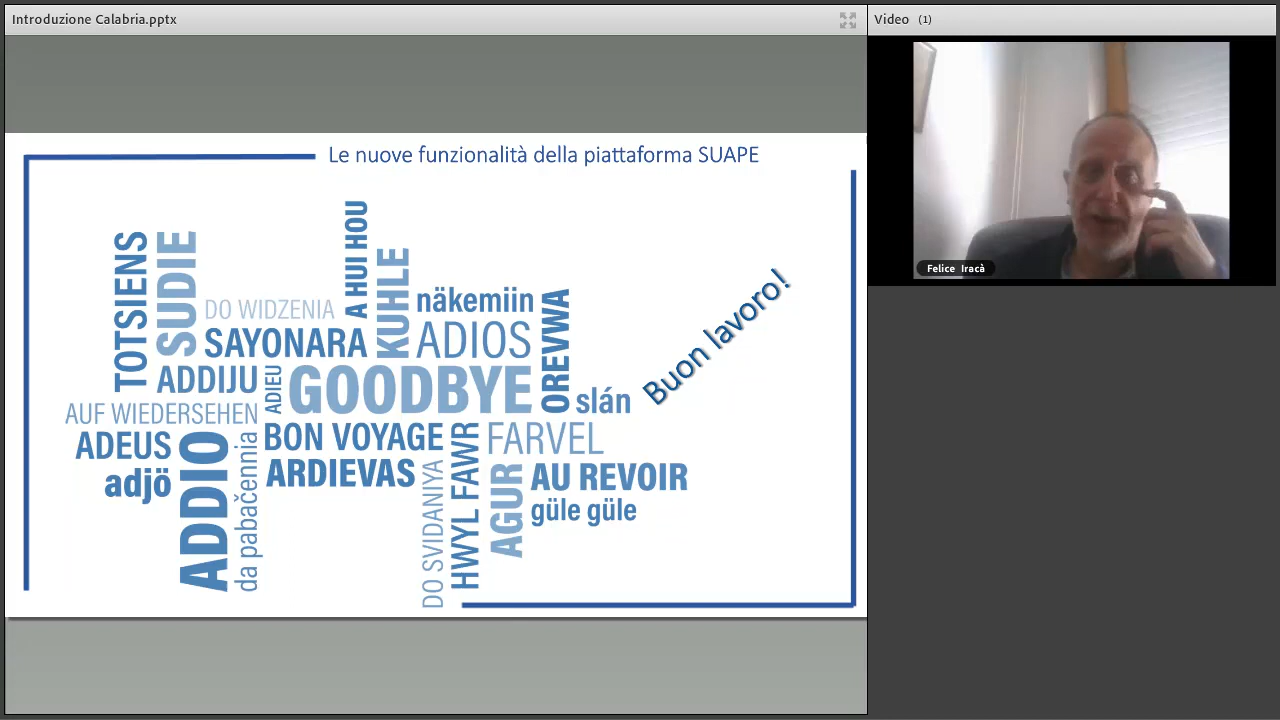 Introduzione Calabria.pptx
Video (1)
Le nuove funzionalità della piattaforma SUAPE
TOTSIENS
SUDIE
DO WIDZENIA
A HUI HOU
KUHLE
näkemiin
SAYONARA
ADIOS
OREVWA
ADDIJU
ADIEU
GOODBYE
slán
Buon lavoro!
AUF WIEDERSEHEN
ADEUS
adjö
ADDIO
da pabačennia
BON VOYAGE
ARDIEVAS
DO SVIDANIYA
HWYL FAWR
FARVEL
AGUR
AU REVOIR
güle güle
Felice Iracà